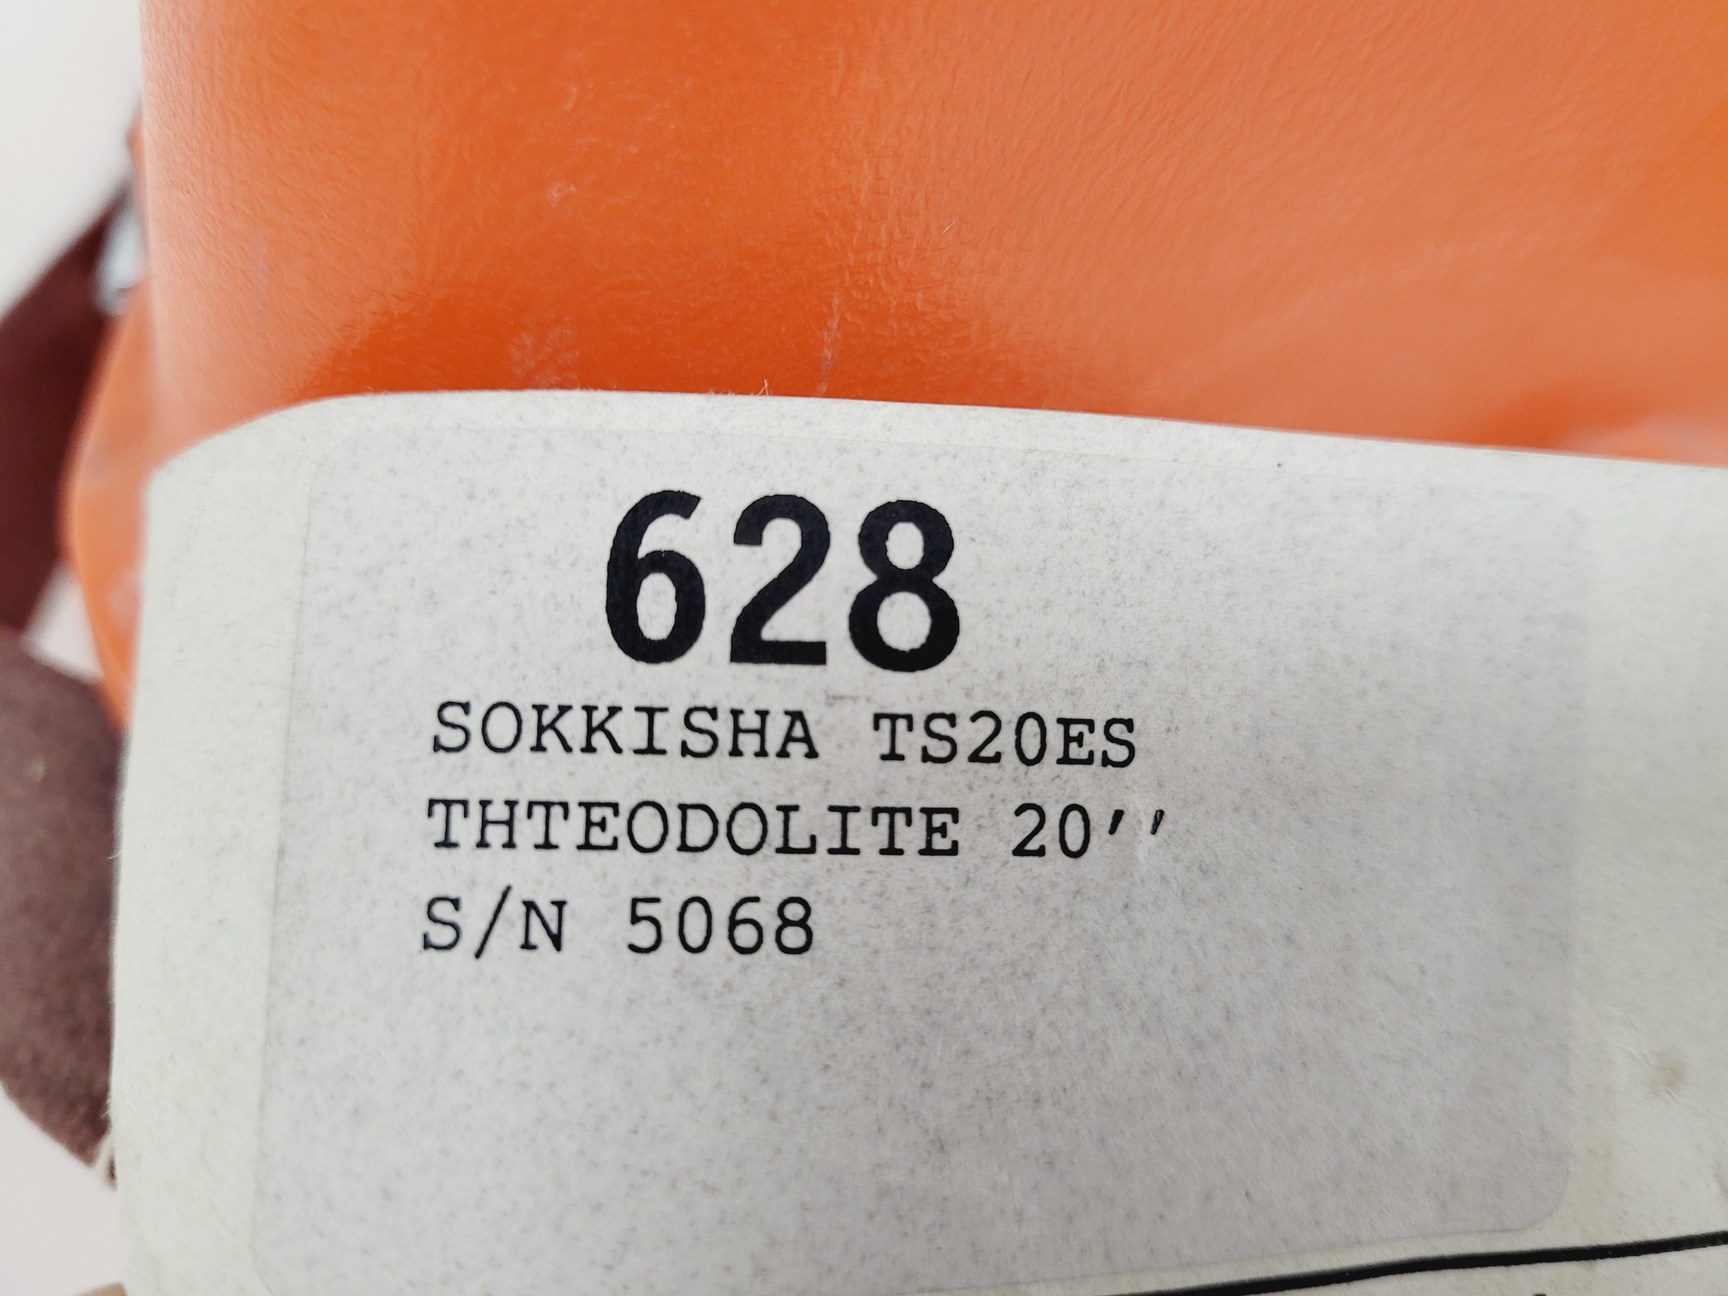 628
SOKKISHA TS20ES
THTEODOLITE 20''
S/N 5068